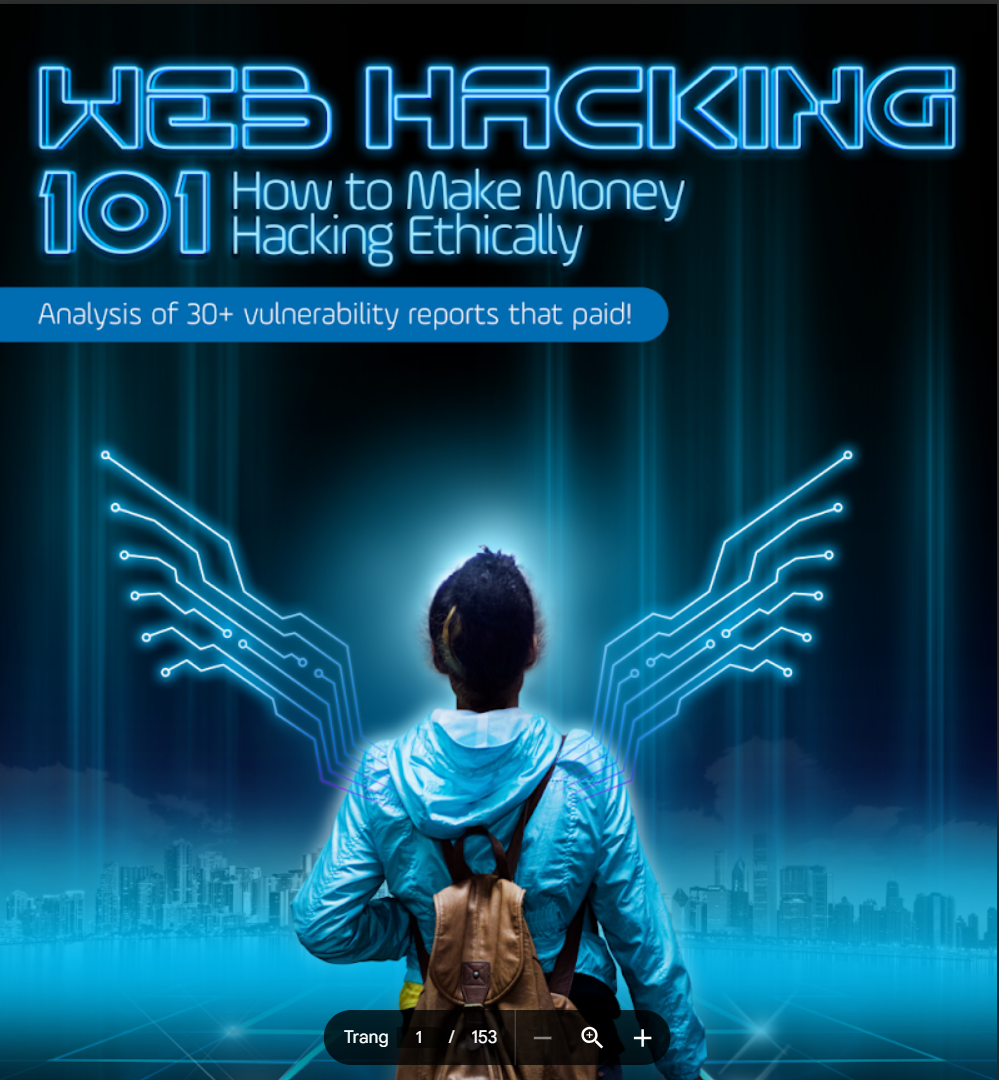 WEB HACKING
101 How to Make Money
Hacking Ethically
Analysis of 30+ vulnerability reports that paid!
Trang 1 / 153